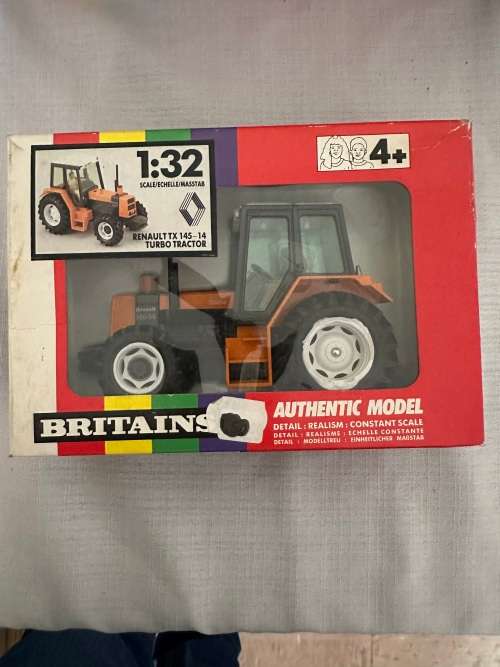 1:32
SCALE/ECHELLE/MASSTAB
RENAULT TX 145-14
TURBO TRACTOR
4+
BRITAINS
AUTHENTIC MODEL
DETAIL : REALISM : CONSTANT SCALE
DETAIL : REALISME : ECHELLE CONSTANTE
DETAIL : MODELLTREU : EINHEITLICHER MAßSTAB